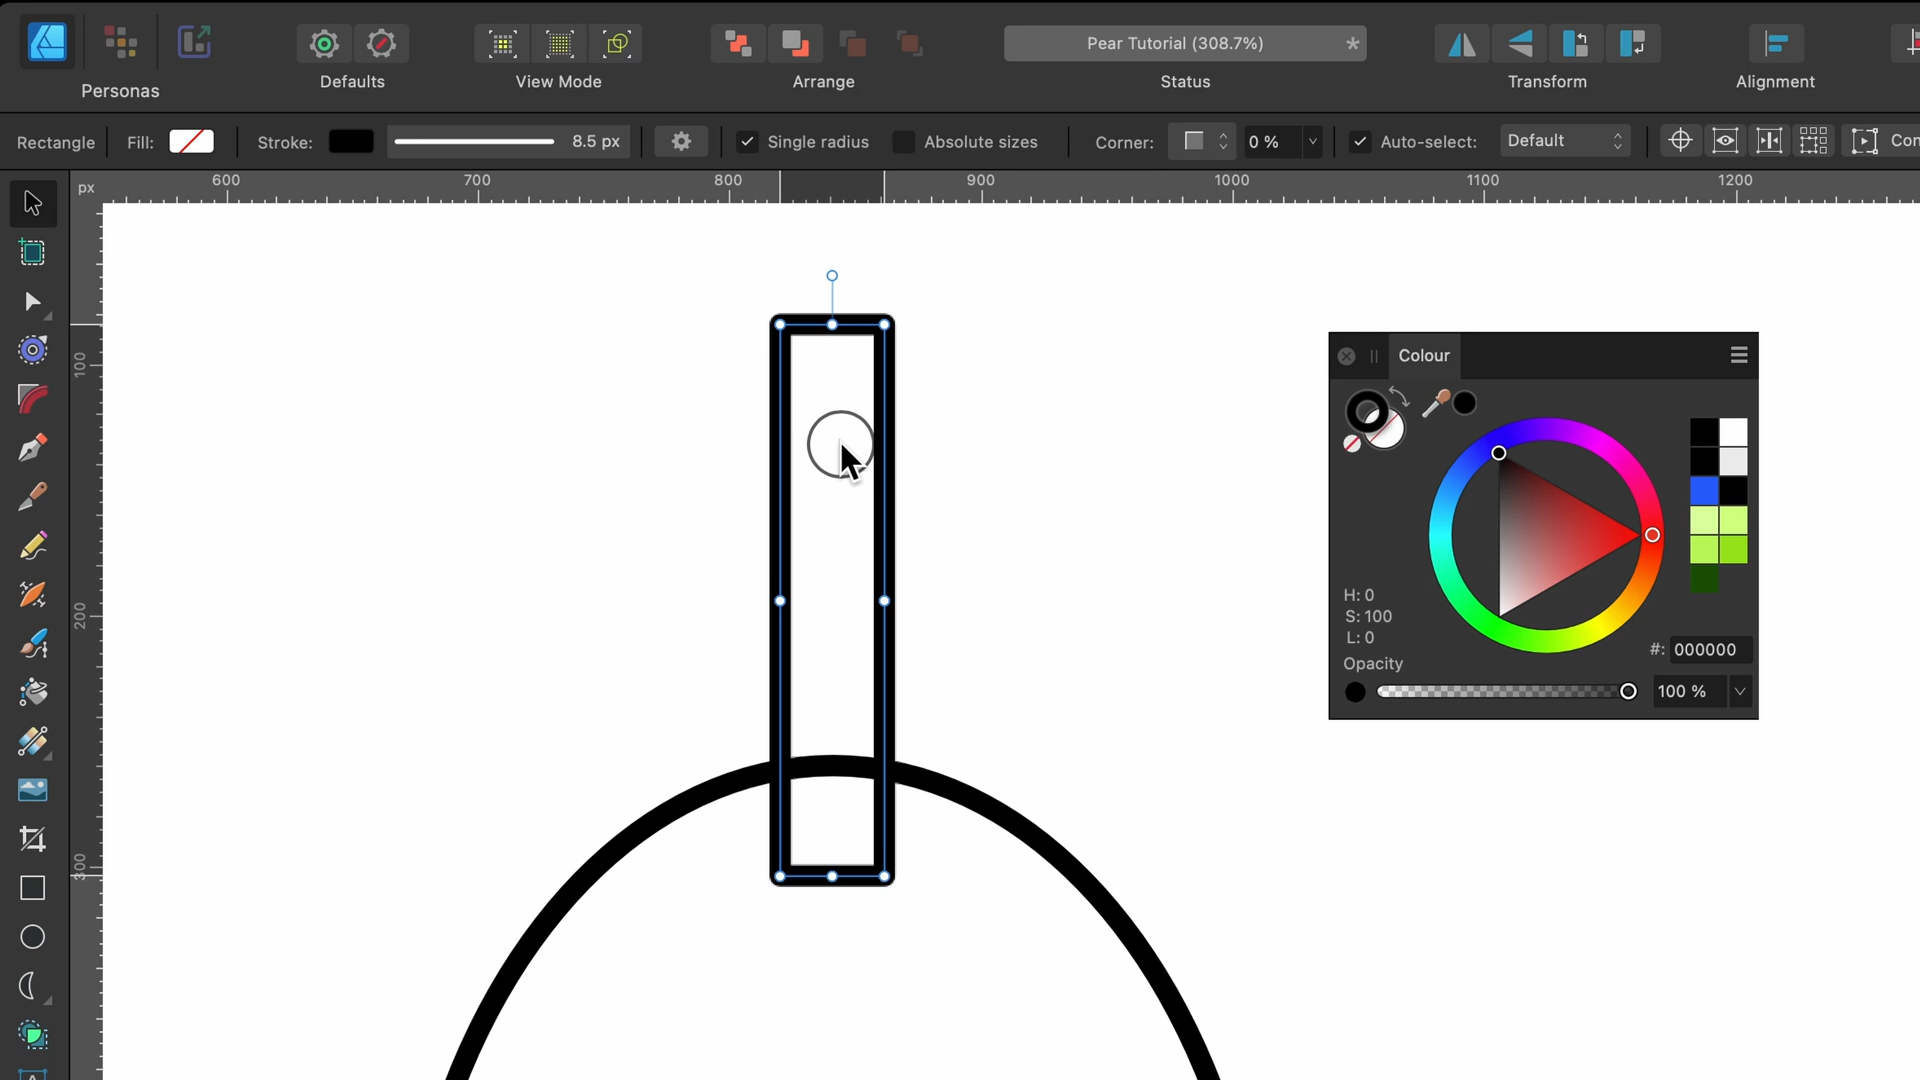 Pear Tutorial (308.7%) *
Personas
Defaults
View Mode
Arrange
Status
Transform
Alignment
Rectangle
Fill:
Stroke:
8.5 px
Single radius
Absolute sizes
Corner:
0 %
Auto-select:
Default
Con
px
600
700
800
900
1000
1100
1200
100
200
300
Colour
H: 0
S: 100
L: 0
#: 000000
Opacity
100 %